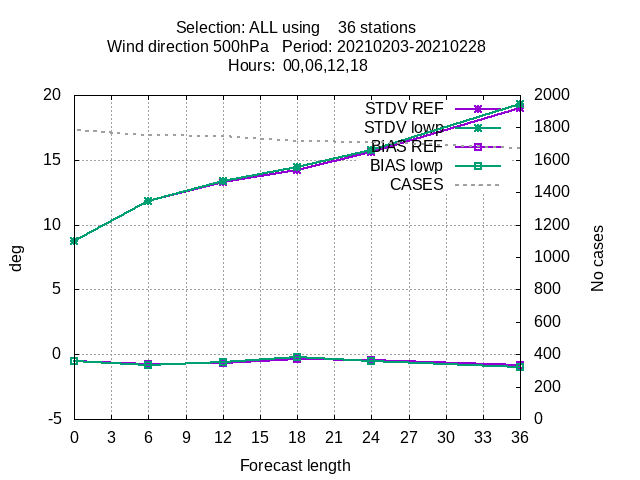 Selection: ALL using    36 stations
Wind direction 500hPa   Period: 20210203-20210228
Hours: 00,06,12,18
STDV REF
STDV lowp
BIAS REF
BIAS lowp
CASES
20
15
10
5
0
-5
deg
2000
1800
1600
1400
1200
1000
800
600
400
200
0
No cases
0 3 6 9 12 15 18 21 24 27 30 33 36
Forecast length